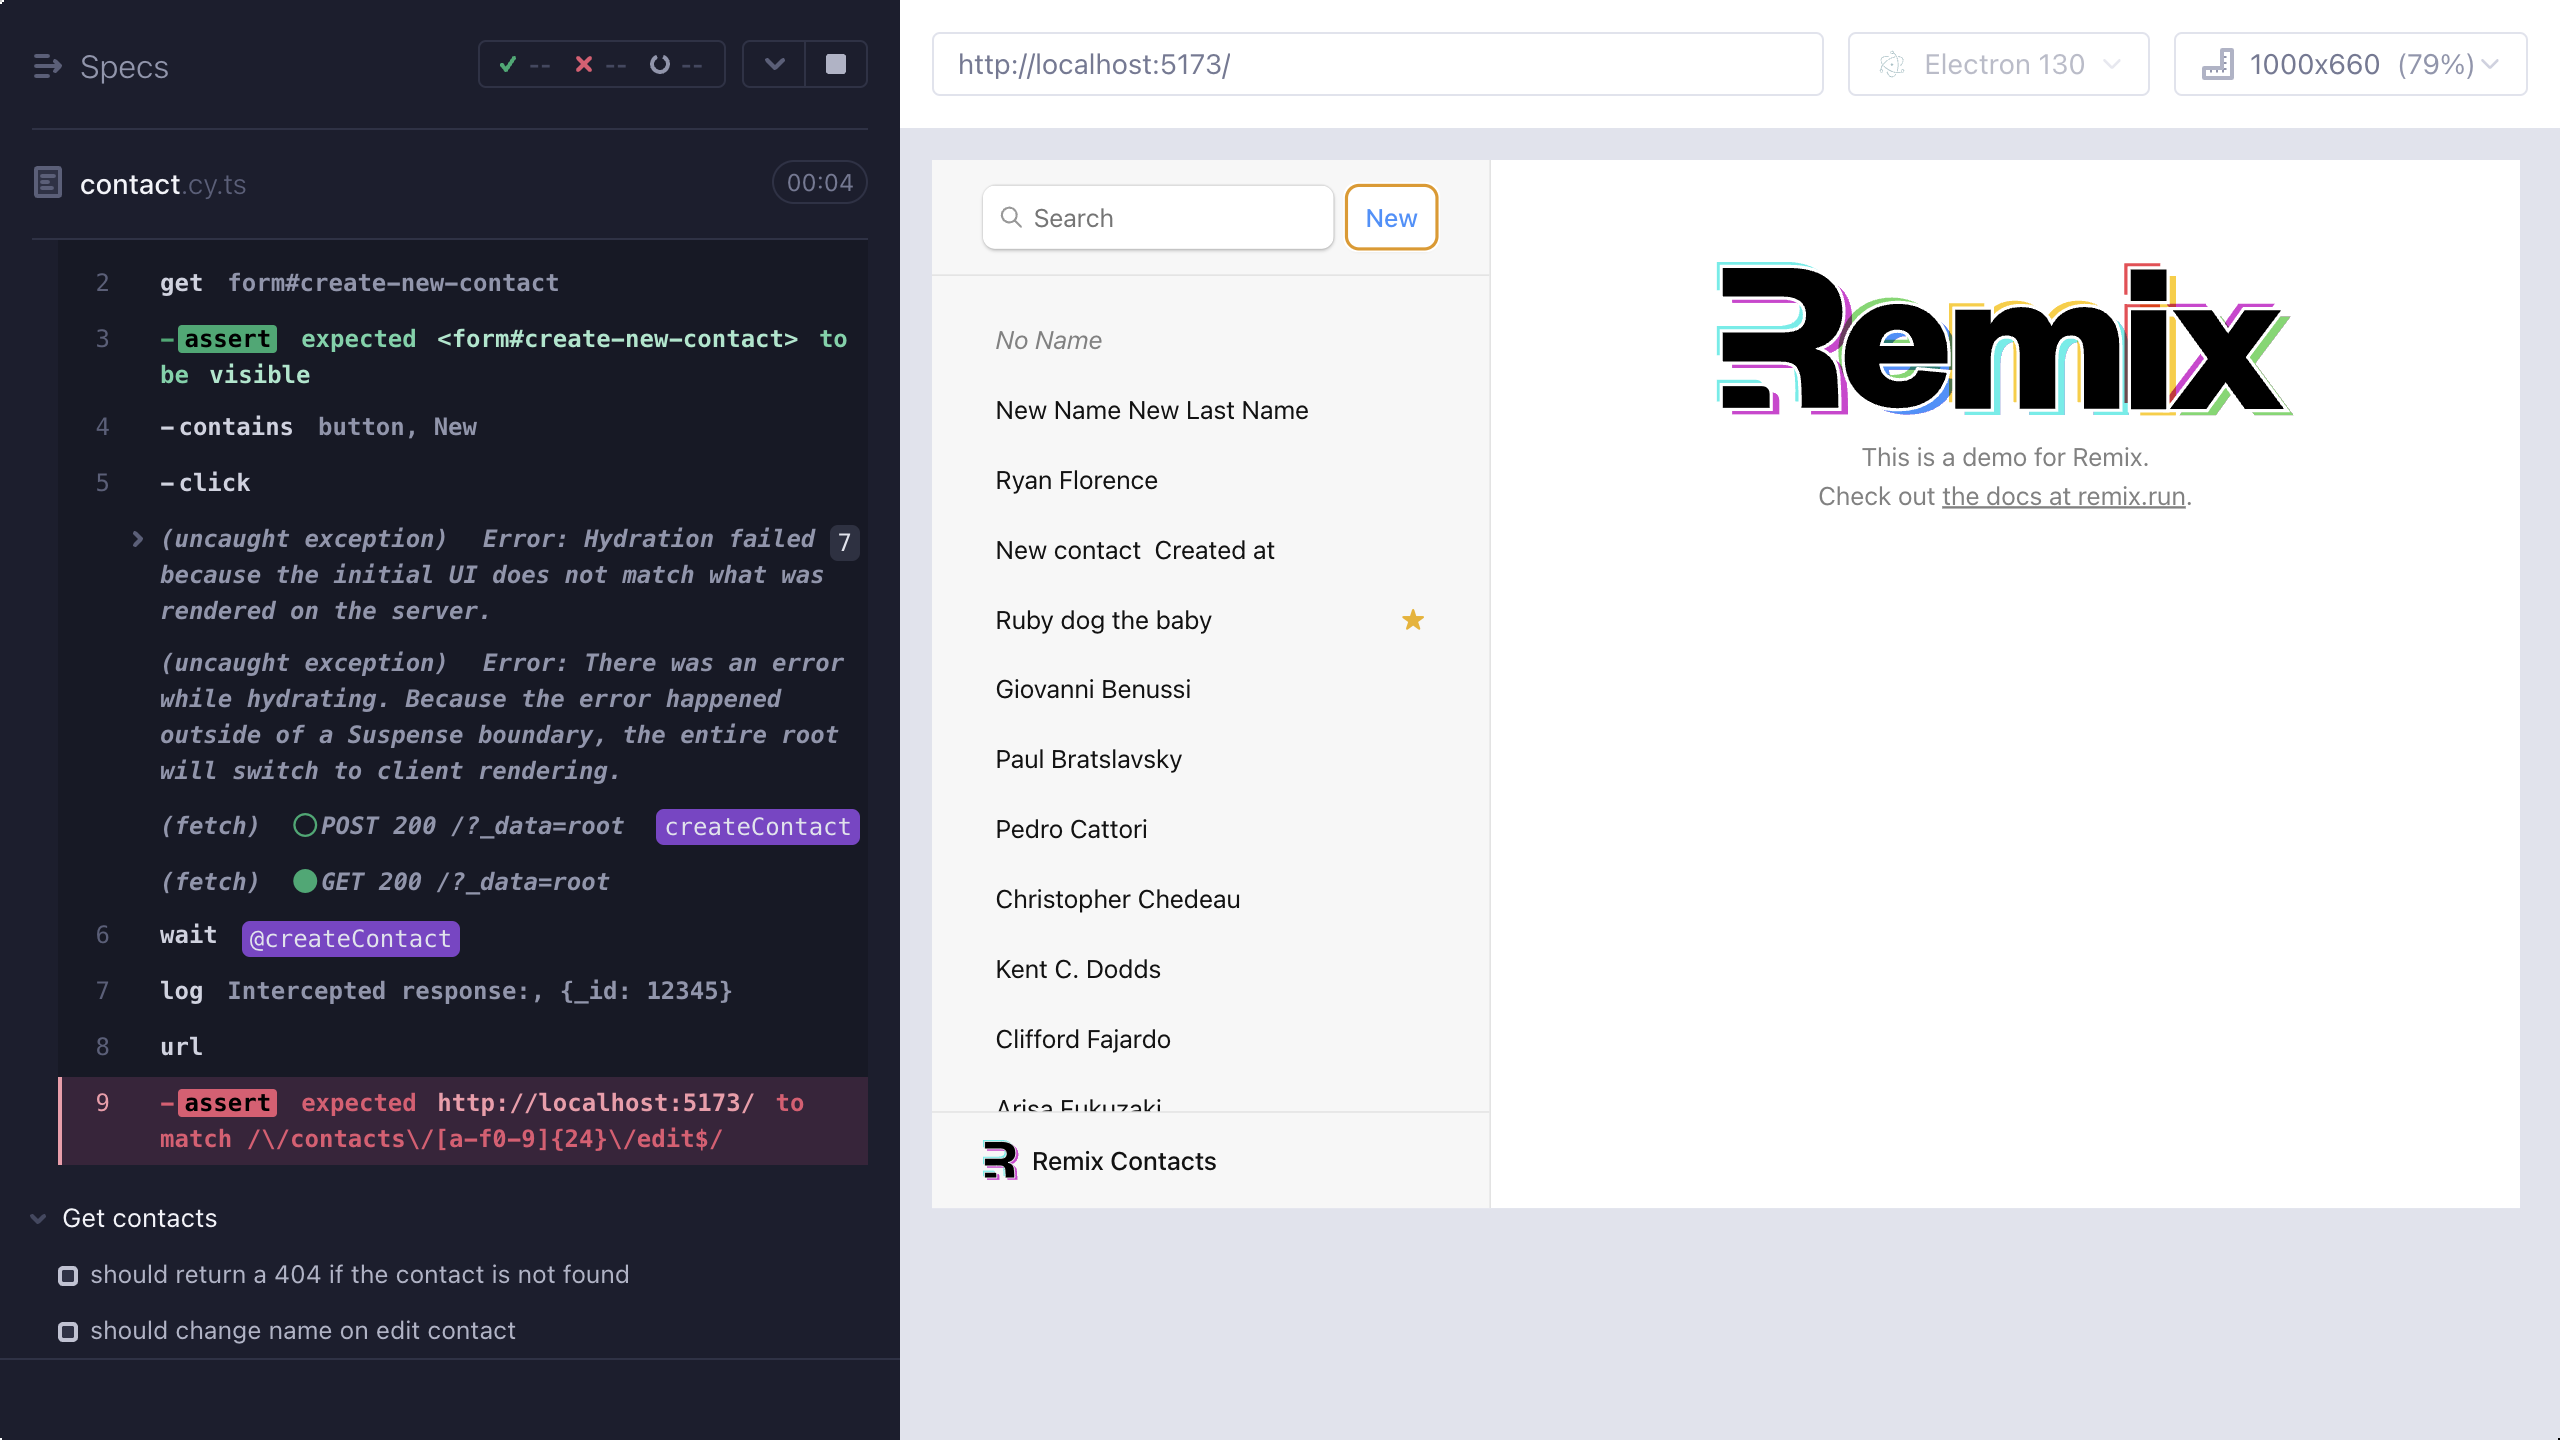 Specs
-- -- --
contact.cy.ts
00:04
2 get form#create-new-contact
3 -assert expected <form#create-new-contact> to
be visible
4 -contains button, New
5 -click
(uncaught exception) Error: Hydration failed 7
because the initial UI does not match what was
rendered on the server.
(uncaught exception) Error: There was an error
while hydrating. Because the error happened
outside of a Suspense boundary, the entire root
will switch to client rendering.
(fetch) POST 200 /?_data=root createContact
(fetch) GET 200 /?_data=root
6 wait @createContact
7 log Intercepted response:, {_id: 12345}
8 url
9 -assert expected http://localhost:5173/ to
match /\/contacts\/[a-f0-9]{24}\/edit$/
Get contacts
should return a 404 if the contact is not found
should change name on edit contact
http://localhost:5173/
Electron 130
1000x660 (79%)
Search
New
No Name
New Name New Last Name
Ryan Florence
New contact Created at
Ruby dog the baby
Giovanni Benussi
Paul Bratslavsky
Pedro Cattori
Christopher Chedeau
Kent C. Dodds
Clifford Fajardo
Arisa Fukuzaki
Remix Contacts
Remix
This is a demo for Remix.
Check out the docs at remix.run.